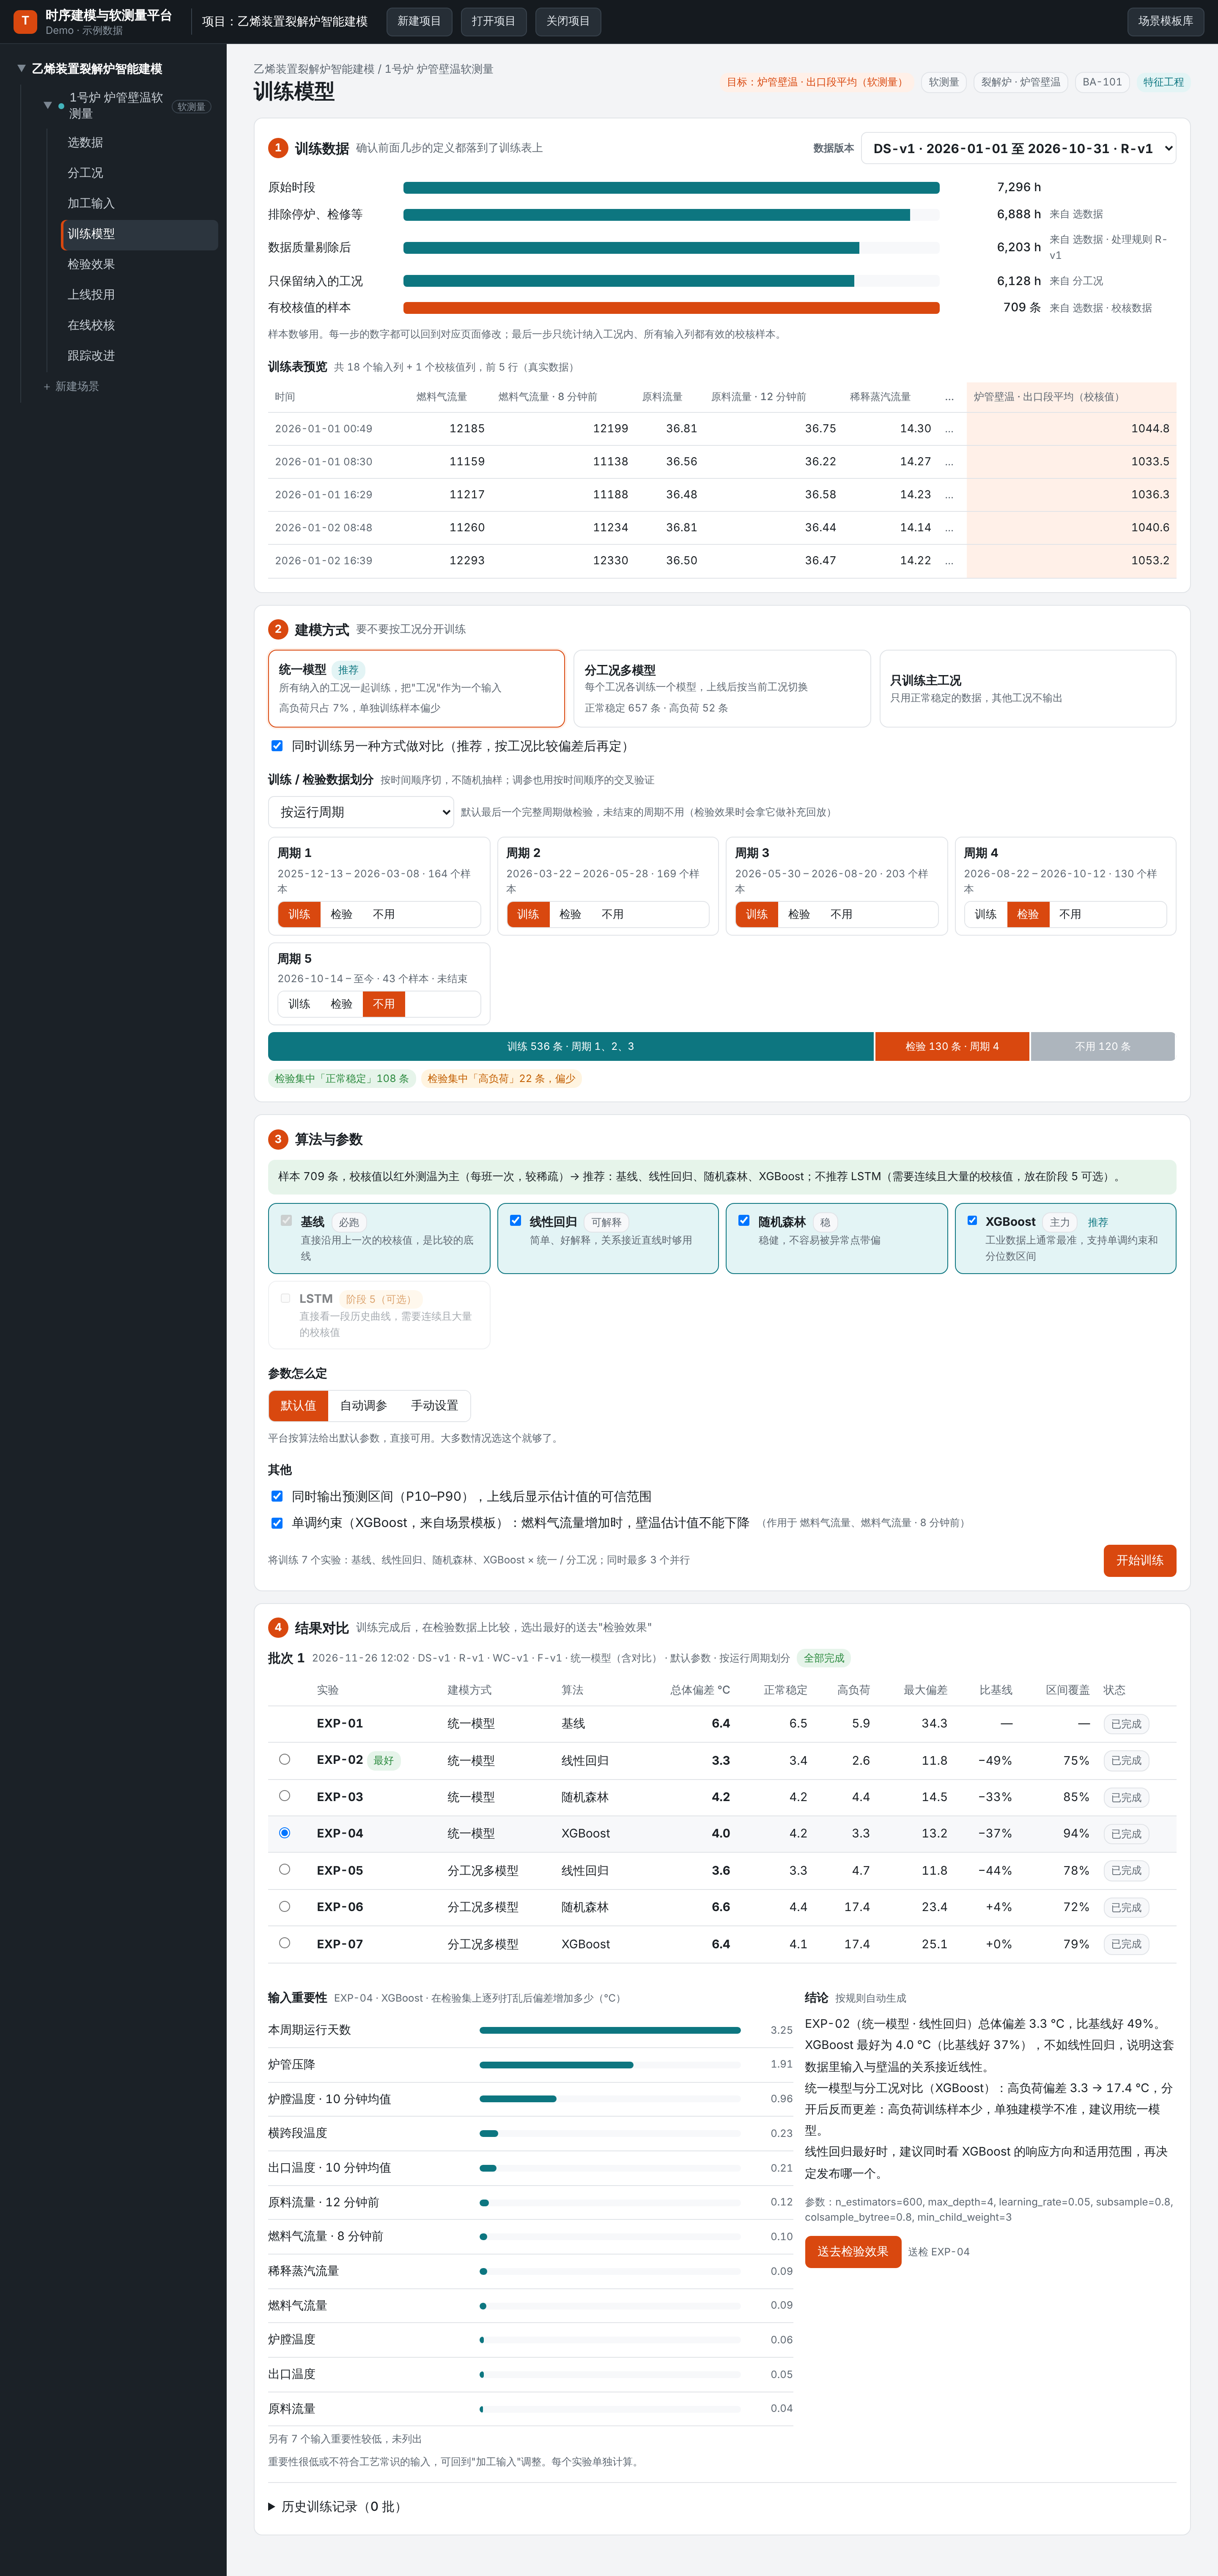 T
时序建模与软测量平台
Demo · 示例数据
项目：乙烯装置裂解炉智能建模
新建项目
打开项目
关闭项目
场景模板库
乙烯装置裂解炉智能建模
1号炉 炉管壁温软
测量
软测量
选数据
分工况
加工输入
训练模型
检验效果
上线投用
在线校核
跟踪改进
+ 新建场景
乙烯装置裂解炉智能建模 / 1号炉 炉管壁温软测量
训练模型
目标：炉管壁温 · 出口段平均（软测量）
软测量
裂解炉 · 炉管壁温
BA-101
特征工程
1 训练数据 确认前面几步的定义都落到了训练表上
数据版本 DS-v1 · 2026-01-01 至 2026-10-31 · R-v1
原始时段 7,296 h
排除停炉、检修等 6,888 h 来自 选数据
数据质量剔除后 6,203 h 来自 选数据 · 处理规则 R-
v1
只保留纳入的工况 6,128 h 来自 分工况
有校核值的样本 709 条 来自 选数据 · 校核数据
样本数够用。每一步的数字都可以回到对应页面修改；最后一步只统计纳入工况内、所有输入列都有效的校核样本。
训练表预览 共 18 个输入列 + 1 个校核值列，前 5 行（真实数据）
时间 燃料气流量 燃料气流量 · 8 分钟前 原料流量 原料流量 · 12 分钟前 稀释蒸汽流量 ... 炉管壁温 · 出口段平均（校核值）
2026-01-01 00:49 12185 12199 36.81 36.75 14.30 ... 1044.8
2026-01-01 08:30 11159 11138 36.56 36.22 14.27 ... 1033.5
2026-01-01 16:29 11217 11188 36.48 36.58 14.23 ... 1036.3
2026-01-02 08:48 11260 11234 36.81 36.44 14.14 ... 1040.6
2026-01-02 16:39 12293 12330 36.50 36.47 14.22 ... 1053.2
2 建模方式 要不要按工况分开训练
统一模型 推荐
所有纳入的工况一起训练，把"工况"作为一个输入
高负荷只占 7%，单独训练样本偏少
分工况多模型
每个工况各训练一个模型，上线后按当前工况切换
正常稳定 657 条 · 高负荷 52 条
只训练主工况
只用正常稳定的数据，其他工况不输出
同时训练另一种方式做对比（推荐，按工况比较偏差后再定）
训练 / 检验数据划分 按时间顺序切，不随机抽样；调参也用按时间顺序的交叉验证
按运行周期 默认最后一个完整周期做检验，未结束的周期不用（检验效果时会拿它做补充回放）
周期 1
2025-12-13 – 2026-03-08 · 164 个样
本
训练 检验 不用
周期 2
2026-03-22 – 2026-05-28 · 169 个样
本
训练 检验 不用
周期 3
2026-05-30 – 2026-08-20 · 203 个样
本
训练 检验 不用
周期 4
2026-08-22 – 2026-10-12 · 130 个样
本
训练 检验 不用
周期 5
2026-10-14 – 至今 · 43 个样本 · 未结束
训练 检验 不用
训练 536 条 · 周期 1、2、3
检验 130 条 · 周期 4
不用 120 条
检验集中「正常稳定」108 条
检验集中「高负荷」22 条，偏少
3 算法与参数
样本 709 条，校核值以红外测温为主（每班一次，较稀疏）→ 推荐：基线、线性回归、随机森林、XGBoost；不推荐 LSTM（需要连续且大量的校核值，放在阶段 5 可选）。
基线 必跑
直接沿用上一次的校核值，是比较的底
线
线性回归 可解释
简单、好解释，关系接近直线时够用
随机森林 稳
稳健，不容易被异常点带偏
XGBoost 主力 推荐
工业数据上通常最准，支持单调约束和
分位数区间
LSTM 阶段 5（可选）
直接看一段历史曲线，需要连续且大量
的校核值
参数怎么定
默认值 自动调参 手动设置
平台按算法给出默认参数，直接可用。大多数情况选这个就够了。
其他
同时输出预测区间（P10–P90），上线后显示估计值的可信范围
单调约束（XGBoost，来自场景模板）：燃料气流量增加时，壁温估计值不能下降 （作用于 燃料气流量、燃料气流量 · 8 分钟前）
将训练 7 个实验：基线、线性回归、随机森林、XGBoost × 统一 / 分工况；同时最多 3 个并行
开始训练
4 结果对比 训练完成后，在检验数据上比较，选出最好的送去"检验效果"
批次 1 2026-11-26 12:02 · DS-v1 · R-v1 · WC-v1 · F-v1 · 统一模型（含对比） · 默认参数 · 按运行周期划分 全部完成
实验 建模方式 算法 总体偏差 °C 正常稳定 高负荷 最大偏差 比基线 区间覆盖 状态
EXP-01 统一模型 基线 6.4 6.5 5.9 34.3 — — 已完成
EXP-02 最好 统一模型 线性回归 3.3 3.4 2.6 11.8 −49% 75% 已完成
EXP-03 统一模型 随机森林 4.2 4.2 4.4 14.5 −33% 85% 已完成
EXP-04 统一模型 XGBoost 4.0 4.2 3.3 13.2 −37% 94% 已完成
EXP-05 分工况多模型 线性回归 3.6 3.3 4.7 11.8 −44% 78% 已完成
EXP-06 分工况多模型 随机森林 6.6 4.4 17.4 23.4 +4% 72% 已完成
EXP-07 分工况多模型 XGBoost 6.4 4.1 17.4 25.1 +0% 79% 已完成
输入重要性 EXP-04 · XGBoost · 在检验集上逐列打乱后偏差增加多少（°C）
本周期运行天数 3.25
炉管压降 1.91
炉膛温度 · 10 分钟均值 0.96
横跨段温度 0.23
出口温度 · 10 分钟均值 0.21
原料流量 · 12 分钟前 0.12
燃料气流量 · 8 分钟前 0.10
稀释蒸汽流量 0.09
燃料气流量 0.09
炉膛温度 0.06
出口温度 0.05
原料流量 0.04
另有 7 个输入重要性较低，未列出
重要性很低或不符合工艺常识的输入，可回到"加工输入"调整。每个实验单独计算。
结论 按规则自动生成
EXP-02（统一模型 · 线性回归）总体偏差 3.3 °C，比基线好 49%。
XGBoost 最好为 4.0 °C（比基线好 37%），不如线性回归，说明这套
数据里输入与壁温的关系接近线性。
统一模型与分工况对比（XGBoost）：高负荷偏差 3.3 → 17.4 °C，分
开后反而更差：高负荷训练样本少，单独建模学不准，建议用统一模
型。
线性回归最好时，建议同时看 XGBoost 的响应方向和适用范围，再决
定发布哪一个。
参数：n_estimators=600, max_depth=4, learning_rate=0.05, subsample=0.8,
colsample_bytree=0.8, min_child_weight=3
送去检验效果 送检 EXP-04
历史训练记录（0 批）